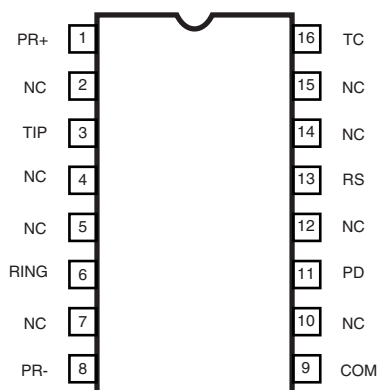 PR+ 1 16 TC
NC 2 15 NC
TIP 3 14 NC
NC 4 13 RS
NC 5 12 NC
RING 6 11 PD
NC 7 10 NC
PR- 8 9 COM